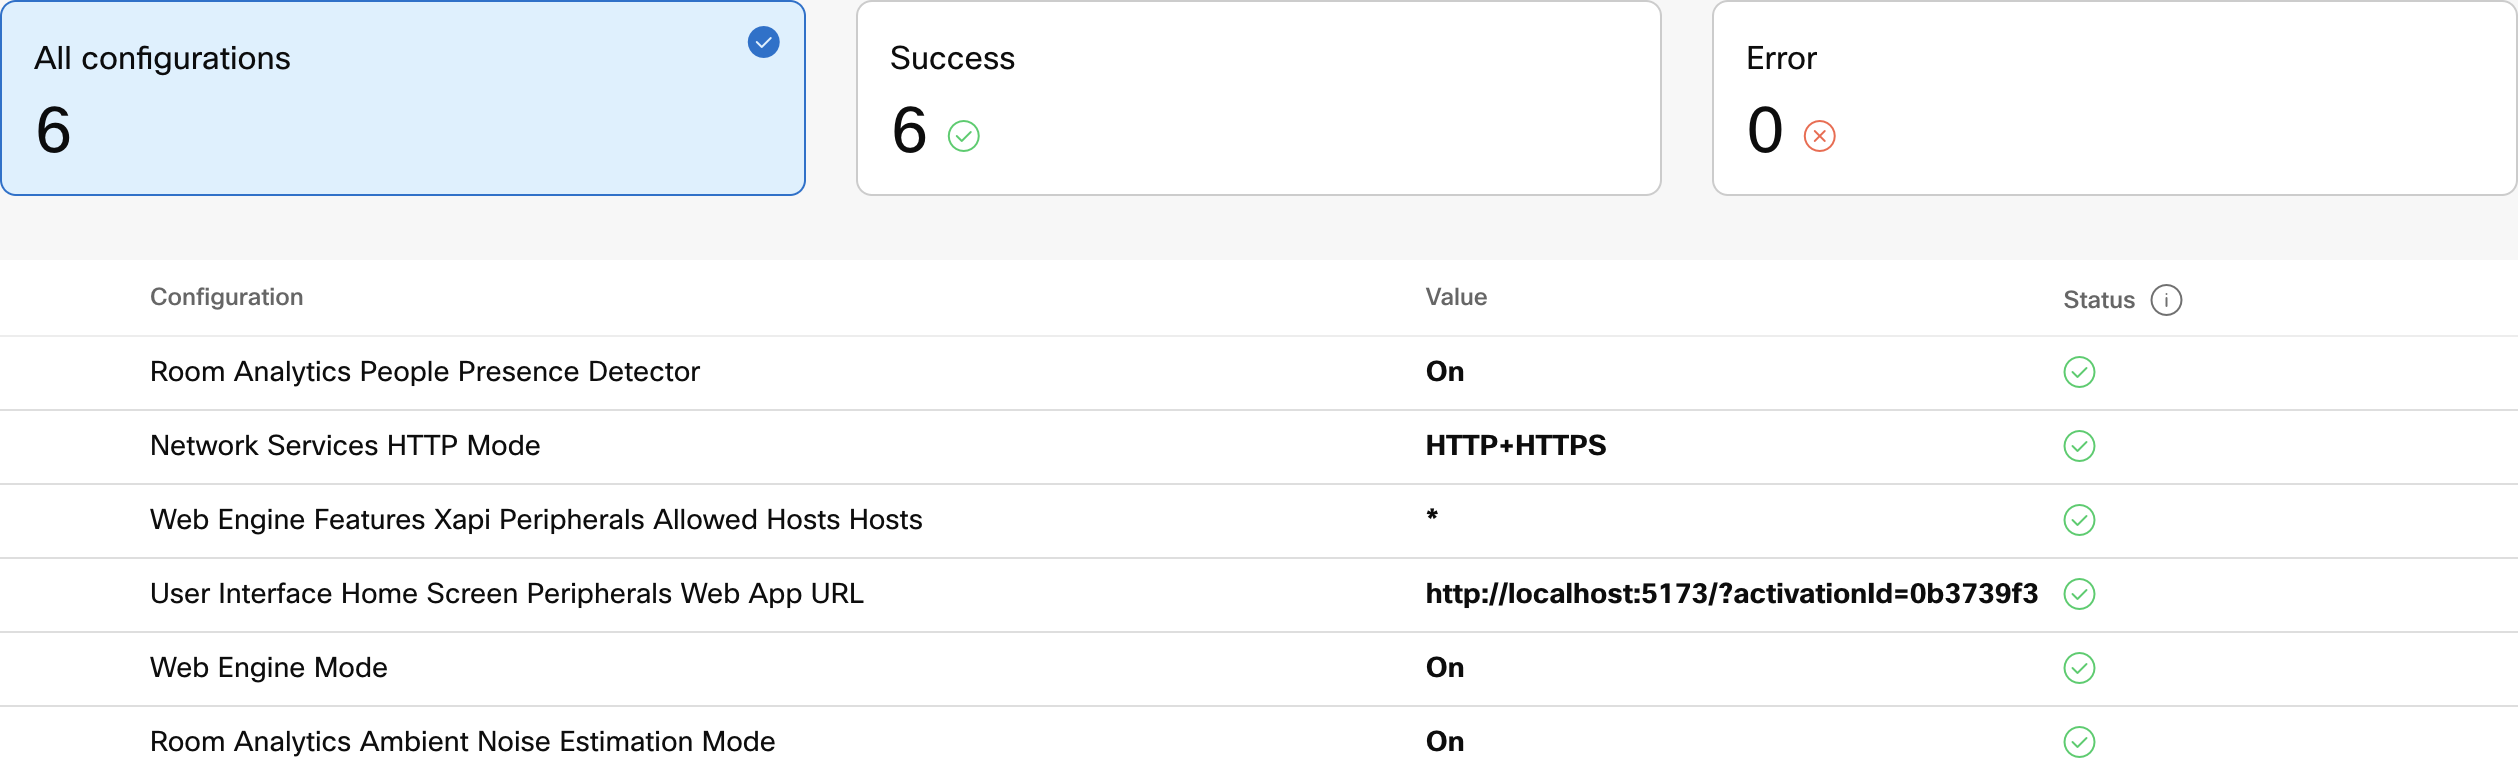 All configurations
6
Success
6
Error
0
Configuration Value Status
Room Analytics People Presence Detector On
Network Services HTTP Mode HTTP+HTTPS
Web Engine Features Xapi Peripherals Allowed Hosts Hosts *
User Interface Home Screen Peripherals Web App URL http://localhost:5173/?activationId=0b3739f3
Web Engine Mode On
Room Analytics Ambient Noise Estimation Mode On